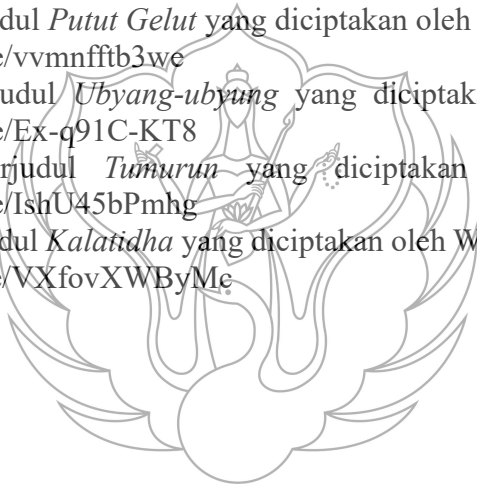 dul Putut Gelut yang diciptakan oleh
e/vvmnfftb3we
udul Ubyang-ubyung yang diciptak
e/Ex-q91C-KT8
rjudul Tumurun yang diciptakan
e/IshU45bPmhg
dul Kalatidha yang diciptakan oleh W
e/VXfovXWByMc